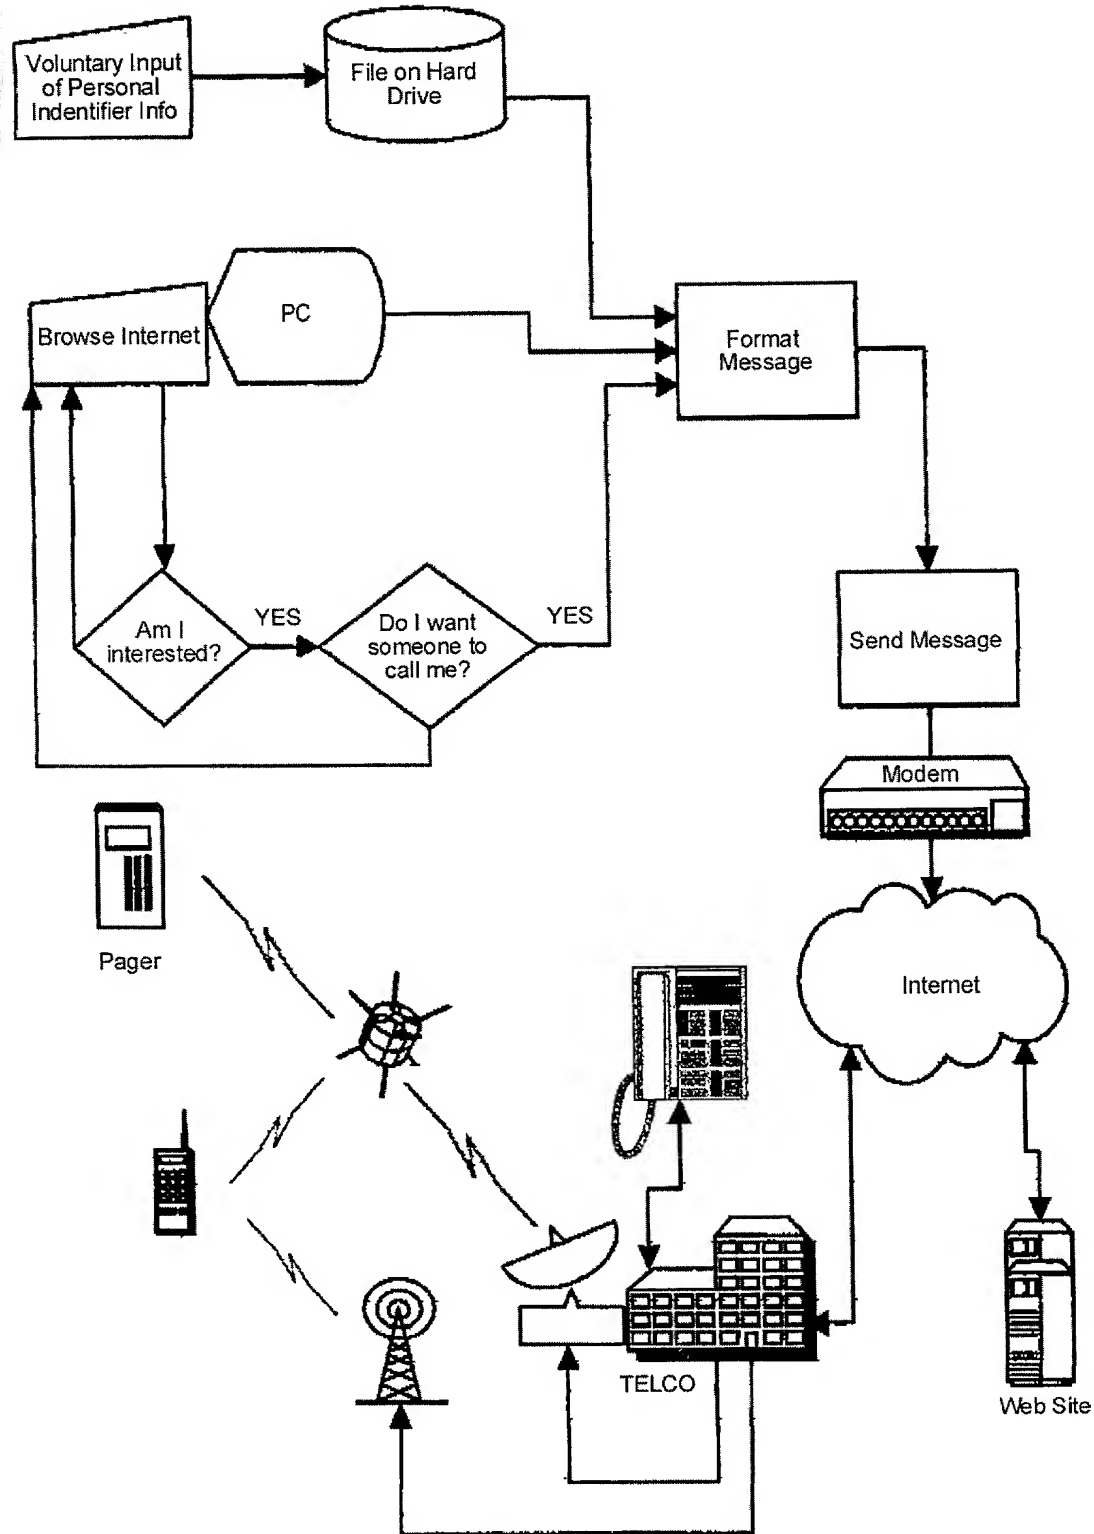 Voluntary Input
of Personal
Indentifier Info
File on Hard
Drive
Browse Internet
PC
Format
Message
Am I
interested?
YES
Do I want
someone to
call me?
YES
Send Message
Modem
Pager
Internet
TELCO
Web Site